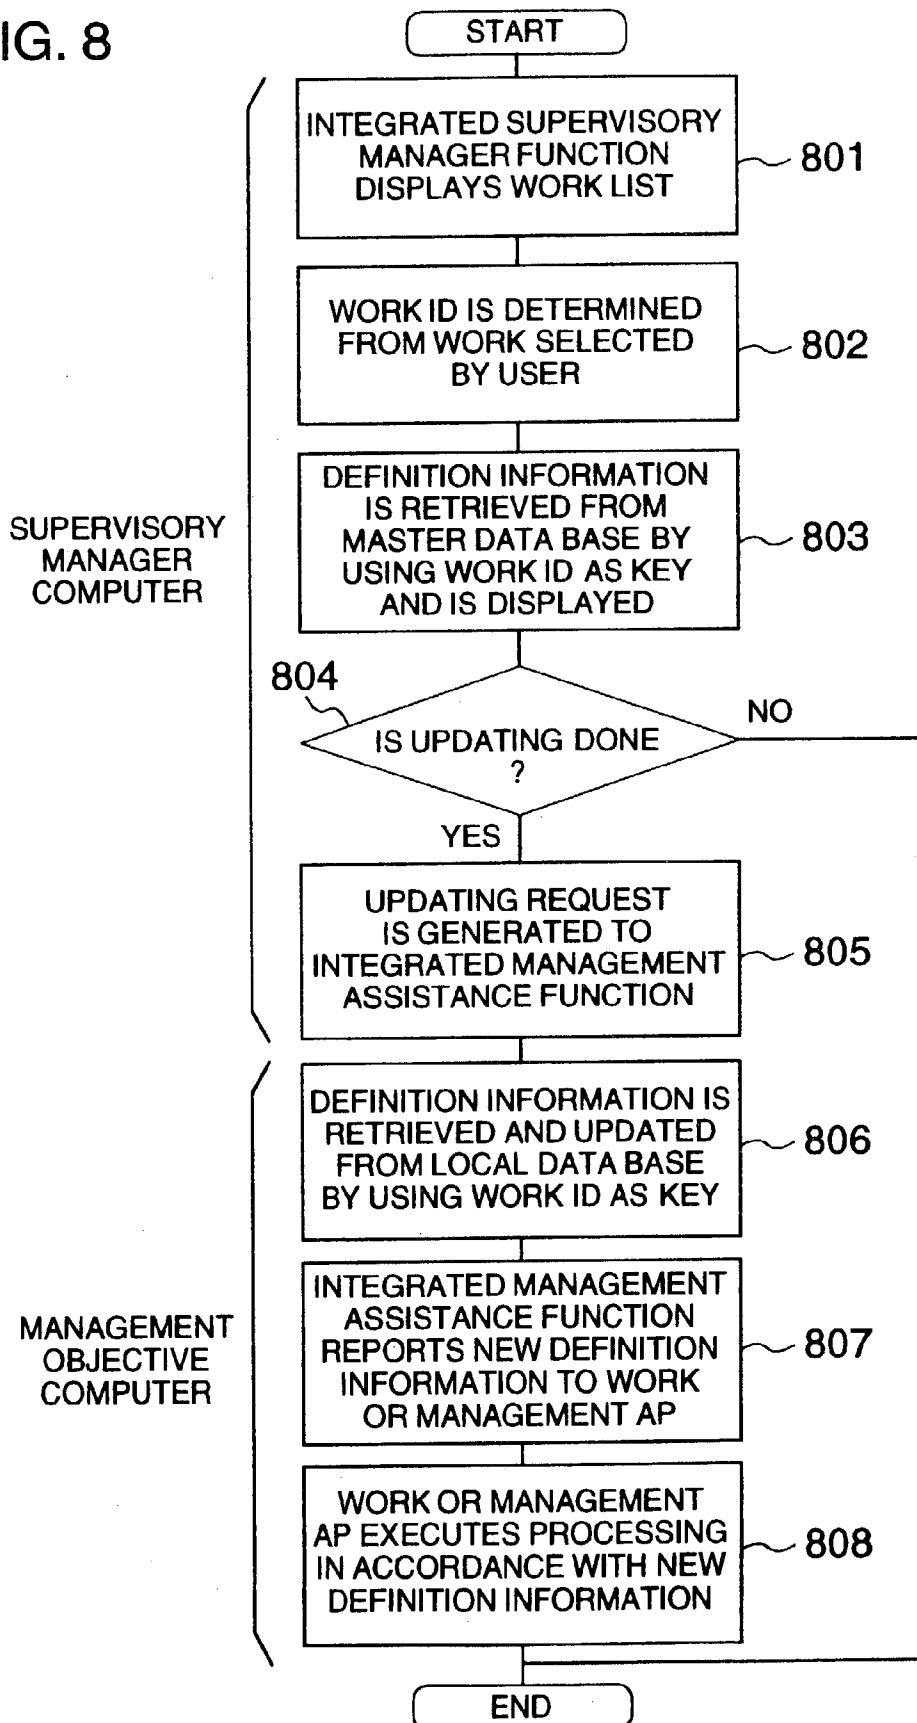 IG. 8
START
INTEGRATED SUPERVISORY
MANAGER FUNCTION
DISPLAYS WORK LIST
801
WORK ID IS DETERMINED
FROM WORK SELECTED
BY USER
802
DEFINITION INFORMATION
IS RETRIEVED FROM
MASTER DATA BASE BY
USING WORK ID AS KEY
AND IS DISPLAYED
803
SUPERVISORY
MANAGER
COMPUTER
804
IS UPDATING DONE
?
NO
YES
UPDATING REQUEST
IS GENERATED TO
INTEGRATED MANAGEMENT
ASSISTANCE FUNCTION
805
DEFINITION INFORMATION IS
RETRIEVED AND UPDATED
FROM LOCAL DATA BASE
BY USING WORK ID AS KEY
806
INTEGRATED MANAGEMENT
ASSISTANCE FUNCTION
REPORTS NEW DEFINITION
INFORMATION TO WORK
OR MANAGEMENT AP
807
MANAGEMENT
OBJECTIVE
COMPUTER
WORK OR MANAGEMENT
AP EXECUTES PROCESSING
IN ACCORDANCE WITH NEW
DEFINITION INFORMATION
808
END